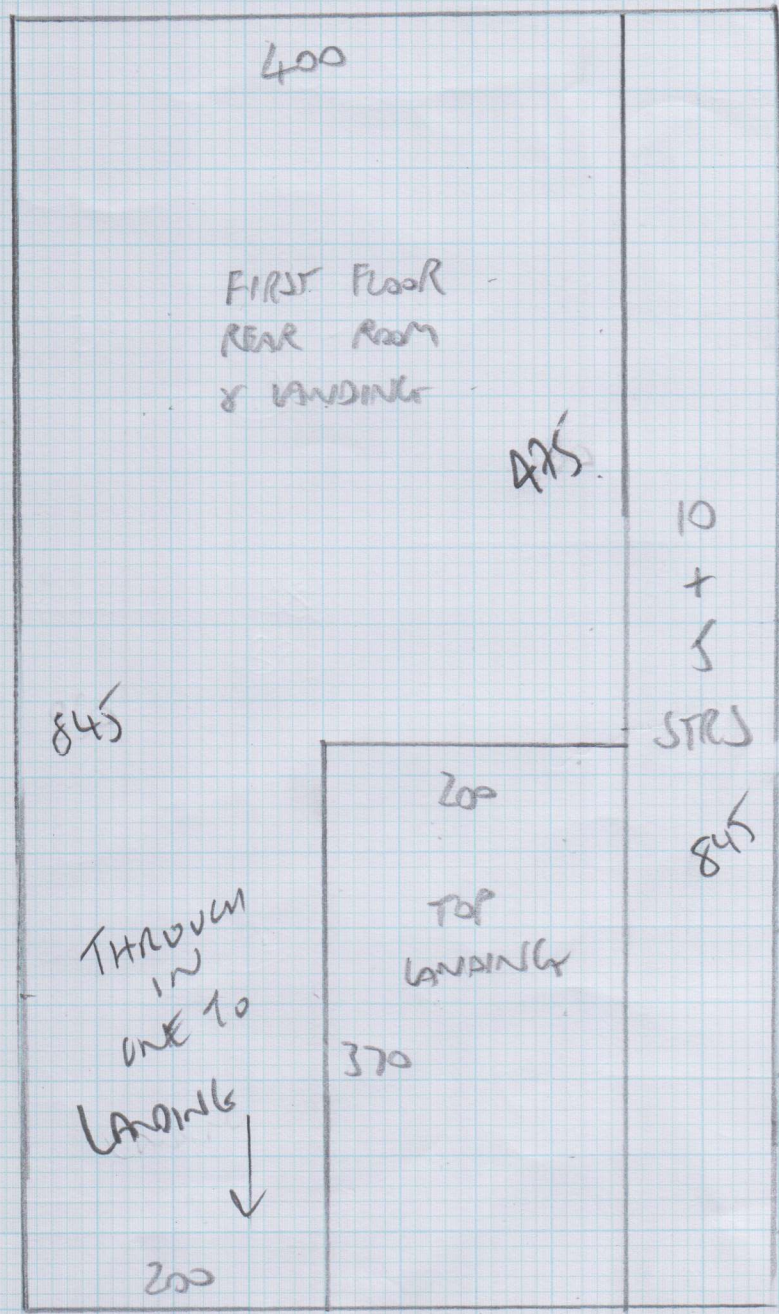 400
FIRST FLOOR
REAR ROOM
& LANDING
475
10
+
5
STRS
845
200
845
TOP
LANDING
THROUGH
IN
ONE TO
LANDING
370
200